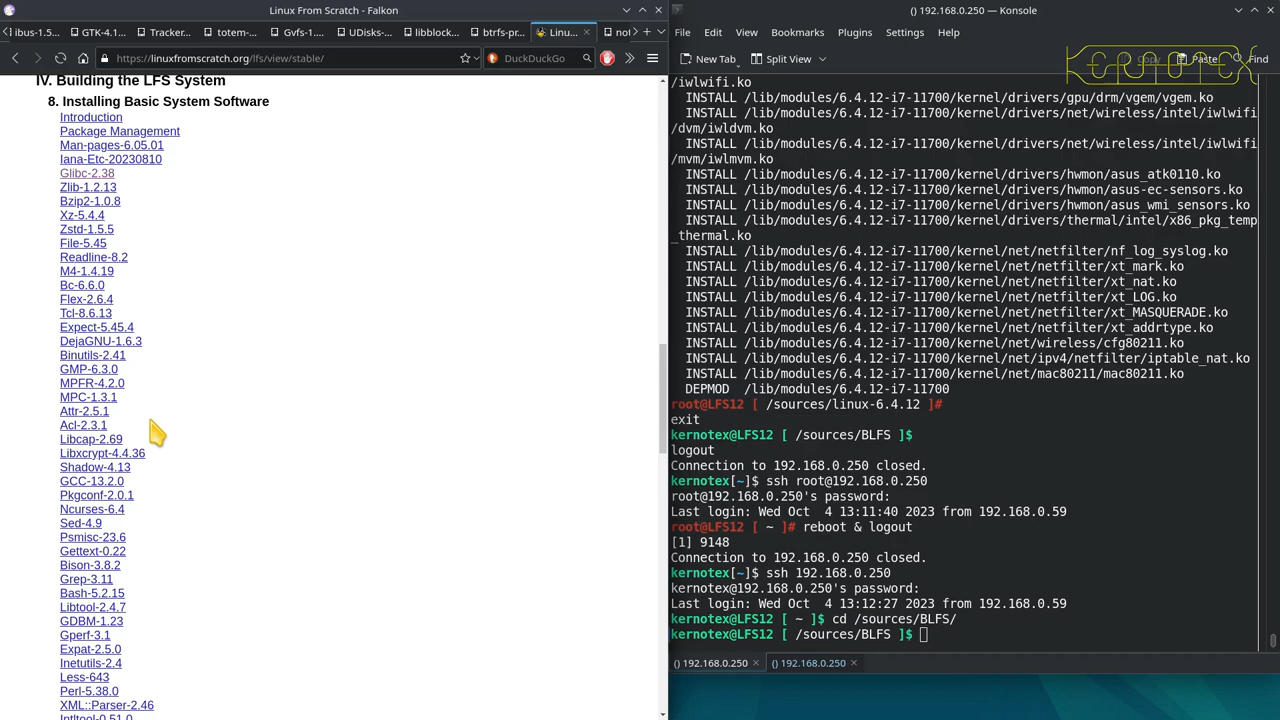 Linux From Scratch - Falkon
ibus-1.5...
GTK-4.1...
Tracker...
totem-...
Gvfs-1....
UDisks-...
libblock...
btrfs-pr...
Linu...
https://linuxfromscratch.org/lfs/view/stable/
DuckDuckGo
IV. Building the LFS System
8. Installing Basic System Software
Introduction
Package Management
Man-pages-6.05.01
Iana-Etc-20230810
Glibc-2.38
Zlib-1.2.13
Bzip2-1.0.8
Xz-5.4.4
Zstd-1.5.5
File-5.45
Readline-8.2
M4-1.4.19
Bc-6.6.0
Flex-2.6.4
Tcl-8.6.13
Expect-5.45.4
DejaGNU-1.6.3
Binutils-2.41
GMP-6.3.0
MPFR-4.2.0
MPC-1.3.1
Attr-2.5.1
Acl-2.3.1
Libcap-2.69
Libxcrypt-4.4.36
Shadow-4.13
GCC-13.2.0
Pkgconf-2.0.1
Ncurses-6.4
Sed-4.9
Psmisc-23.6
Gettext-0.22
Bison-3.8.2
Grep-3.11
Bash-5.2.15
Libtool-2.4.7
GDBM-1.23
Gperf-3.1
Expat-2.5.0
Inetutils-2.4
Less-643
Perl-5.38.0
XML::Parser-2.46
Intltool-0.51.0
() 192.168.0.250 — Konsole
File Edit View Bookmarks Plugins Settings Help
New Tab Split View Copy Paste Find
KERNOTEX
/iwlwifi.ko
INSTALL /lib/modules/6.4.12-i7-11700/kernel/drivers/gpu/drm/vgem/vgem.ko
INSTALL /lib/modules/6.4.12-i7-11700/kernel/drivers/net/wireless/intel/iwlwifi
/dvm/iwldvm.ko
INSTALL /lib/modules/6.4.12-i7-11700/kernel/drivers/net/wireless/intel/iwlwifi
/mvm/iwlmvm.ko
INSTALL /lib/modules/6.4.12-i7-11700/kernel/drivers/hwmon/asus_atk0110.ko
INSTALL /lib/modules/6.4.12-i7-11700/kernel/drivers/hwmon/asus-ec-sensors.ko
INSTALL /lib/modules/6.4.12-i7-11700/kernel/drivers/hwmon/asus_wmi_sensors.ko
INSTALL /lib/modules/6.4.12-i7-11700/kernel/drivers/thermal/intel/x86_pkg_temp
_thermal.ko
INSTALL /lib/modules/6.4.12-i7-11700/kernel/net/netfilter/nf_log_syslog.ko
INSTALL /lib/modules/6.4.12-i7-11700/kernel/net/netfilter/xt_mark.ko
INSTALL /lib/modules/6.4.12-i7-11700/kernel/net/netfilter/xt_nat.ko
INSTALL /lib/modules/6.4.12-i7-11700/kernel/net/netfilter/xt_LOG.ko
INSTALL /lib/modules/6.4.12-i7-11700/kernel/net/netfilter/xt_MASQUERADE.ko
INSTALL /lib/modules/6.4.12-i7-11700/kernel/net/netfilter/xt_addrtype.ko
INSTALL /lib/modules/6.4.12-i7-11700/kernel/net/wireless/cfg80211.ko
INSTALL /lib/modules/6.4.12-i7-11700/kernel/net/ipv4/netfilter/iptable_nat.ko
INSTALL /lib/modules/6.4.12-i7-11700/kernel/net/mac80211/mac80211.ko
DEPMOD /lib/modules/6.4.12-i7-11700
root@LFS12 [ /sources/linux-6.4.12 ]#
exit
kernotex@LFS12 [ /sources/BLFS ]$
logout
Connection to 192.168.0.250 closed.
kernotex[~]$ ssh root@192.168.0.250
root@192.168.0.250's password:
Last login: Wed Oct 4 13:11:40 2023 from 192.168.0.59
root@LFS12 [ ~ ]# reboot & logout
[1] 9148
Connection to 192.168.0.250 closed.
kernotex[~]$ ssh 192.168.0.250
kernotex@192.168.0.250's password:
Last login: Wed Oct 4 13:12:27 2023 from 192.168.0.59
kernotex@LFS12 [ ~ ]$ cd /sources/BLFS/
kernotex@LFS12 [ /sources/BLFS ]$
() 192.168.0.250
() 192.168.0.250